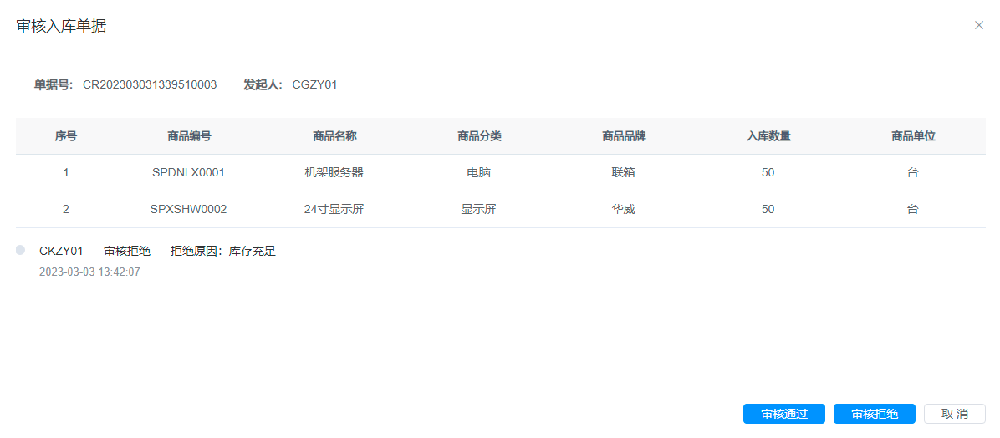 审核入库单据
单据号: CR202303031339510003 发起人: CGZY01
序号 商品编号 商品名称 商品分类 商品品牌 入库数量 商品单位
1 SPDNLX0001 机架服务器 电脑 联箱 50 台
2 SPXSHW0002 24寸显示屏 显示屏 华威 50 台
CKZY01 审核拒绝 拒绝原因：库存充足
2023-03-03 13:42:07
审核通过 审核拒绝 取 消